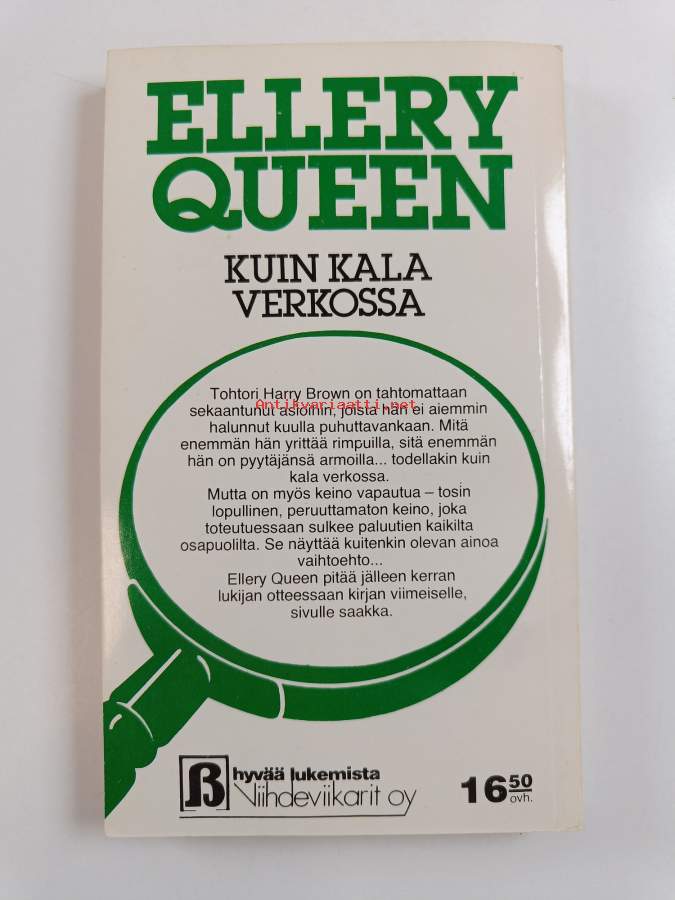 ELLERY
QUEEN
KUIN KALA
VERKOSSA
Tohtori Harry Brown on tahtomattaan
Antikvariaatti.net
sekaantunut asioihin, joista hän ei aiemmin
halunnut kuulla puhuttavankaan. Mitä
enemmän hän yrittää rimpuilla, sitä enemmän
hän on pyytäjänsä armoilla... todellakin kuin
kala verkossa.
Mutta on myös keino vapautua – tosin
lopullinen, peruuttamaton keino, joka
toteutuessaan sulkee paluutien kaikilta
osapuolilta. Se näyttää kuitenkin olevan ainoa
vaihtoehto...
Ellery Queen pitää jälleen kerran
lukijan otteessaan kirjan viimeiselle,
sivulle saakka.
hyvää lukemista
Viihdeviikarit oy
16 50
ovh.